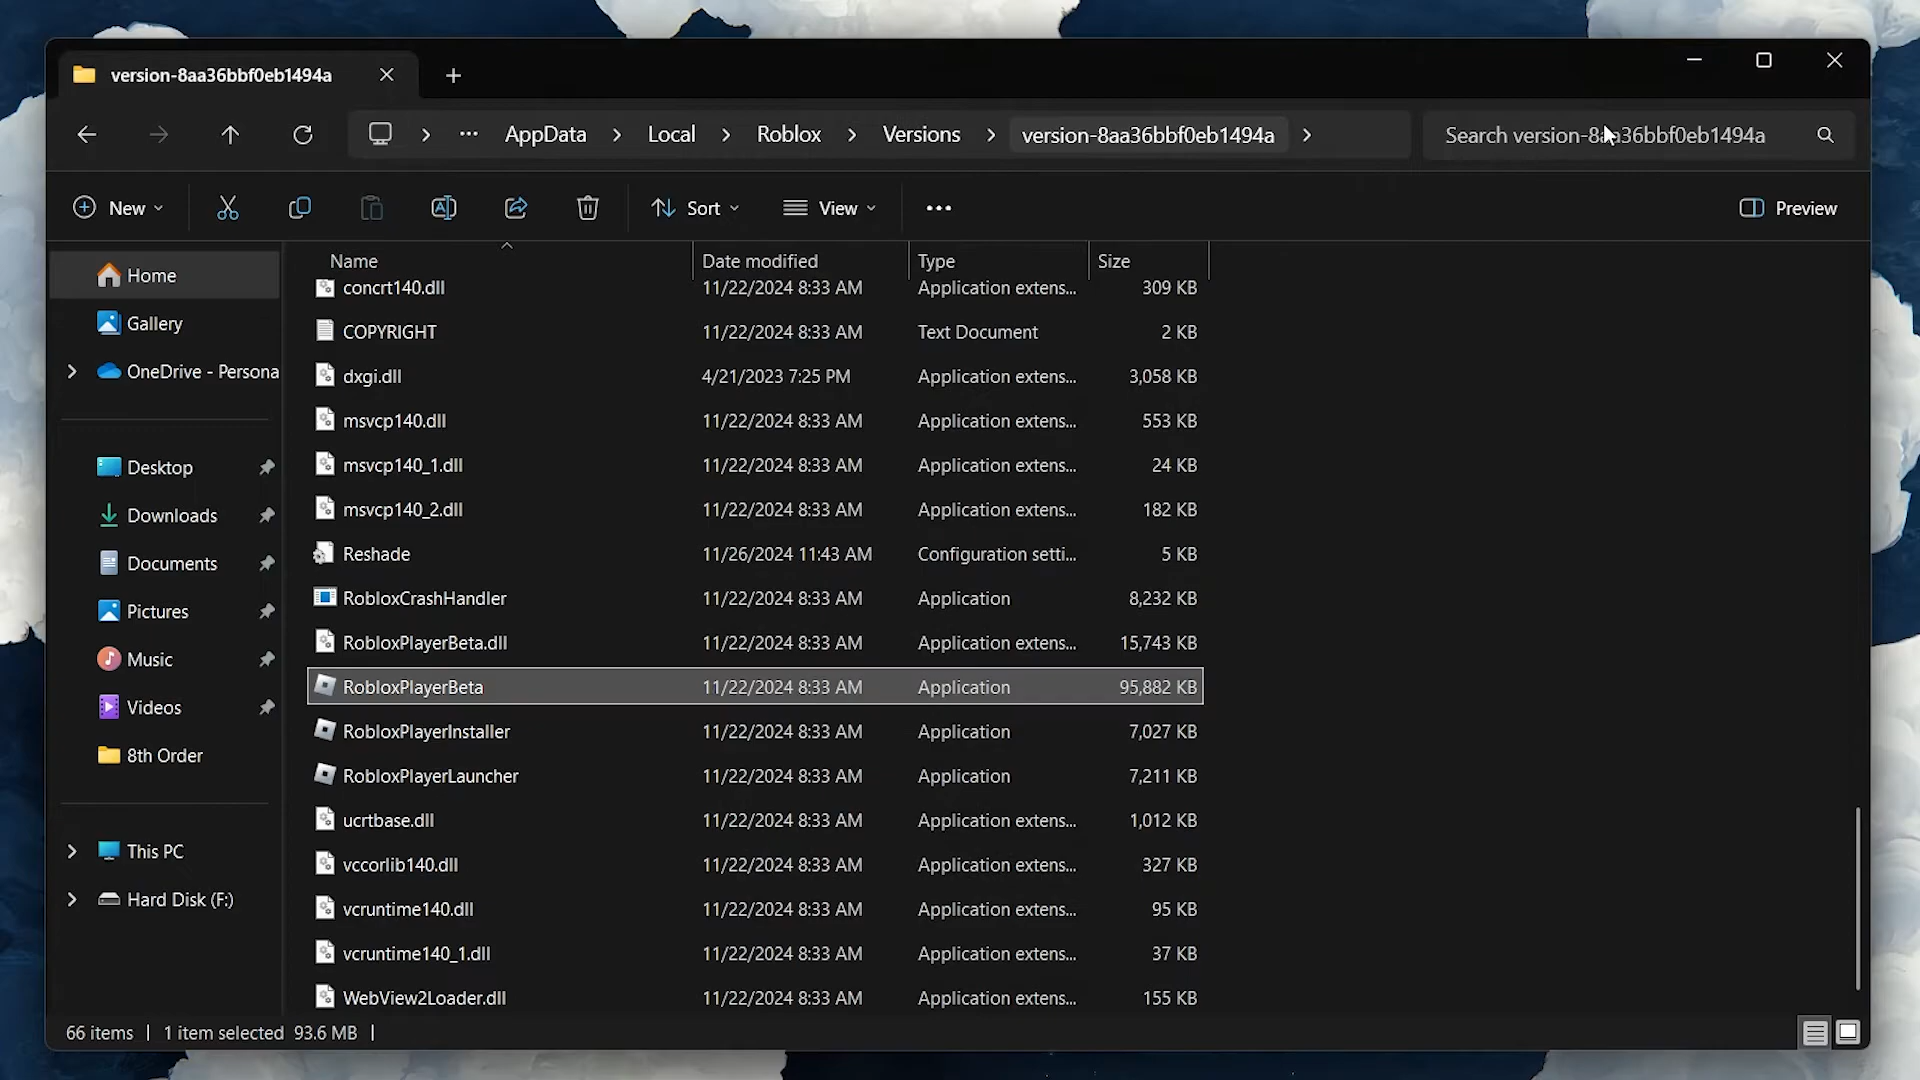 version-8aa36bbf0eb1494a
AppData Local Roblox Versions version-8aa36bbf0eb1494a Search version-8aa36bbf0eb1494a
New Sort View Preview
Name Date modified Type Size
concrt140.dll 11/22/2024 8:33 AM Application extens... 309 KB
COPYRIGHT 11/22/2024 8:33 AM Text Document 2 KB
dxgi.dll 4/21/2023 7:25 PM Application extens... 3,058 KB
msvcp140.dll 11/22/2024 8:33 AM Application extens... 553 KB
msvcp140_1.dll 11/22/2024 8:33 AM Application extens... 24 KB
msvcp140_2.dll 11/22/2024 8:33 AM Application extens... 182 KB
Reshade 11/26/2024 11:43 AM Configuration setti... 5 KB
RobloxCrashHandler 11/22/2024 8:33 AM Application 8,232 KB
RobloxPlayerBeta.dll 11/22/2024 8:33 AM Application extens... 15,743 KB
RobloxPlayerBeta 11/22/2024 8:33 AM Application 95,882 KB
RobloxPlayerInstaller 11/22/2024 8:33 AM Application 7,027 KB
RobloxPlayerLauncher 11/22/2024 8:33 AM Application 7,211 KB
ucrtbase.dll 11/22/2024 8:33 AM Application extens... 1,012 KB
vccorlib140.dll 11/22/2024 8:33 AM Application extens... 327 KB
vcruntime140.dll 11/22/2024 8:33 AM Application extens... 95 KB
vcruntime140_1.dll 11/22/2024 8:33 AM Application extens... 37 KB
WebView2Loader.dll 11/22/2024 8:33 AM Application extens... 155 KB
Home
Gallery
OneDrive - Persona
Desktop
Downloads
Documents
Pictures
Music
Videos
8th Order
This PC
Hard Disk (F:)
66 items 1 item selected 93.6 MB